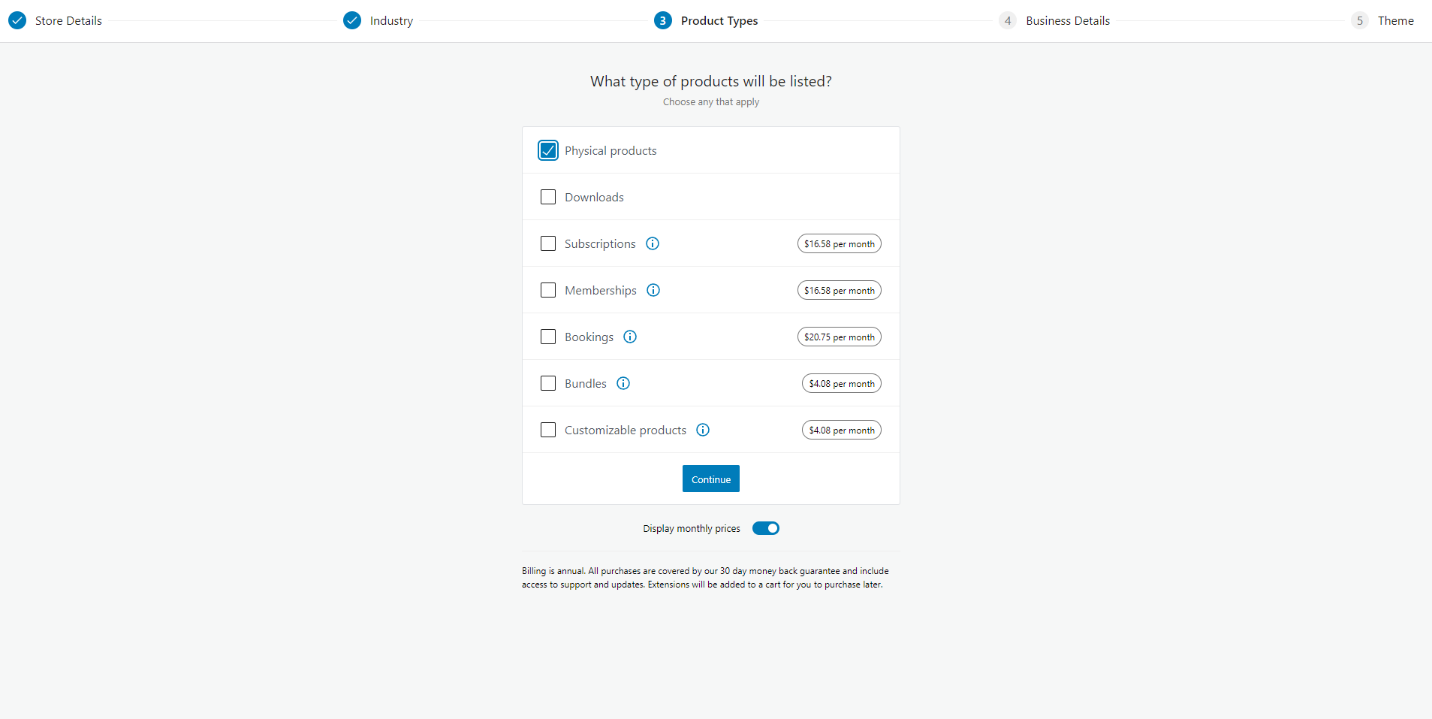 Store Details
Industry
3 Product Types
4 Business Details
5 Theme
What type of products will be listed?
Choose any that apply
Physical products
Downloads
Subscriptions $16.58 per month
Memberships $16.58 per month
Bookings $20.75 per month
Bundles $4.08 per month
Customizable products $4.08 per month
Continue
Display monthly prices
Billing is annual. All purchases are covered by our 30 day money back guarantee and include
access to support and updates. Extensions will be added to a cart for you to purchase later.